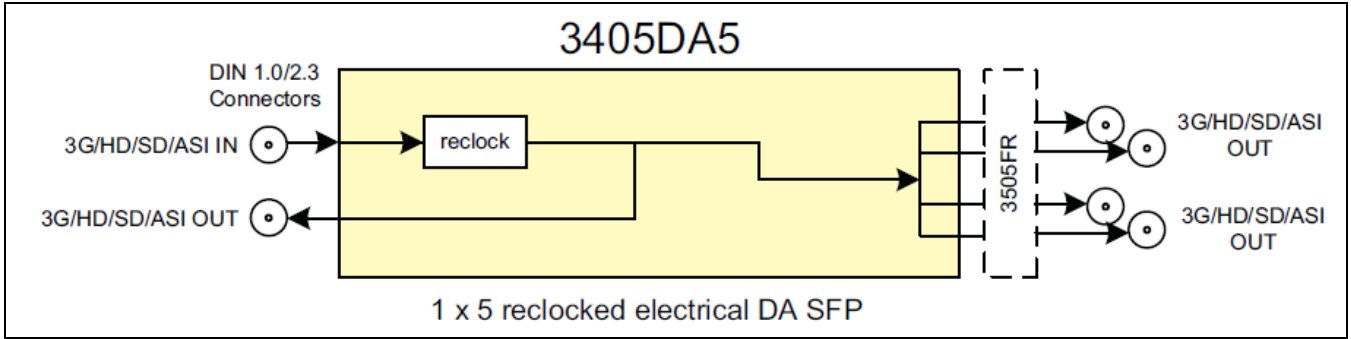 3405DA5
DIN 1.0/2.3
Connectors
3G/HD/SD/ASI IN
reclock
3G/HD/SD/ASI OUT
3505FR
3G/HD/SD/ASI
OUT
3G/HD/SD/ASI
OUT
1 x 5 reclocked electrical DA SFP